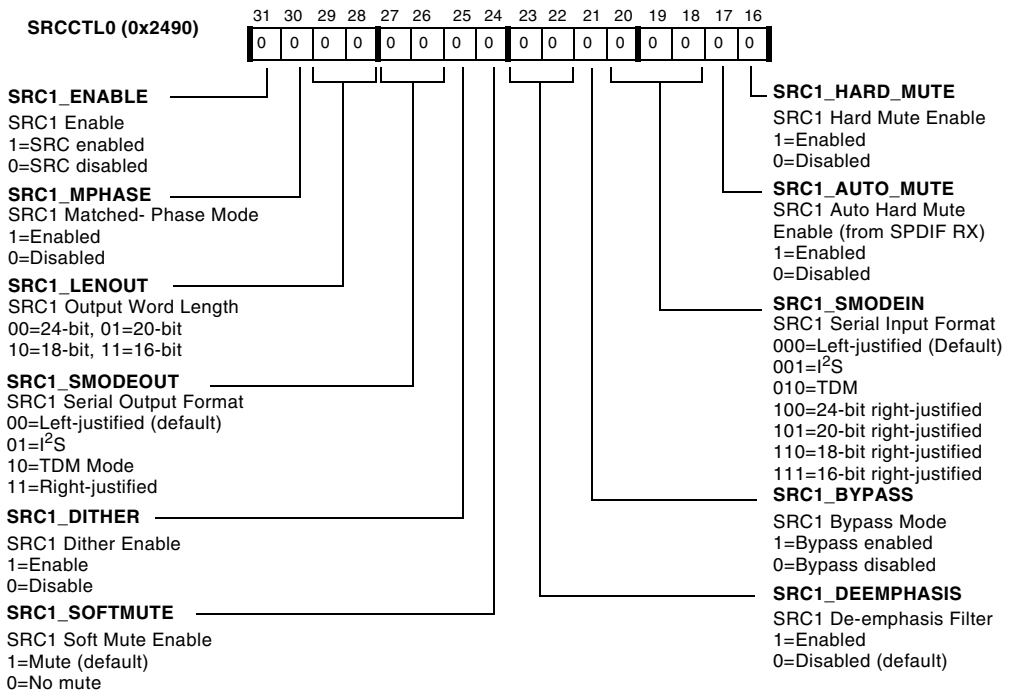 SRCCTL0 (0x2490)
31 30 29 28 27 26 25 24 23 22 21 20 19 18 17 16
0 0 0 0 0 0 0 0 0 0 0 0 0 0 0 0
SRC1_ENABLE
SRC1 Enable
1=SRC enabled
0=SRC disabled
SRC1_MPHASE
SRC1 Matched- Phase Mode
1=Enabled
0=Disabled
SRC1_LENOUT
SRC1 Output Word Length
00=24-bit, 01=20-bit
10=18-bit, 11=16-bit
SRC1_SMODEOUT
SRC1 Serial Output Format
00=Left-justified (default)
01=I²S
10=TDM Mode
11=Right-justified
SRC1_DITHER
SRC1 Dither Enable
1=Enable
0=Disable
SRC1_SOFTMUTE
SRC1 Soft Mute Enable
1=Mute (default)
0=No mute
SRC1_HARD_MUTE
SRC1 Hard Mute Enable
1=Enabled
0=Disabled
SRC1_AUTO_MUTE
SRC1 Auto Hard Mute
Enable (from SPDIF RX)
1=Enabled
0=Disabled
SRC1_SMODEIN
SRC1 Serial Input Format
000=Left-justified (Default)
001=I²S
010=TDM
100=24-bit right-justified
101=20-bit right-justified
110=18-bit right-justified
111=16-bit right-justified
SRC1_BYPASS
SRC1 Bypass Mode
1=Bypass enabled
0=Bypass disabled
SRC1_DEEMPHASIS
SRC1 De-emphasis Filter
1=Enabled
0=Disabled (default)